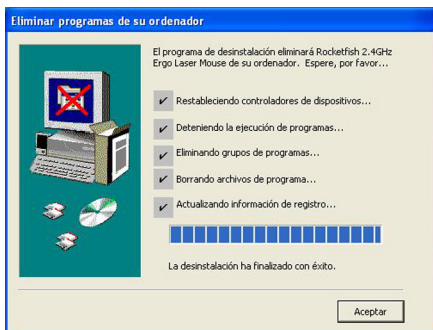 Eliminar programas de su ordenador
El programa de desinstalación eliminará Rocketfish 2.4GHz
Ergo Laser Mouse de su ordenador. Espere, por favor...
Restableciendo controladores de dispositivos...
Deteniendo la ejecución de programas...
Eliminando grupos de programas...
Borrando archivos de programa...
Actualizando información de registro...
La desinstalación ha finalizado con éxito.
Aceptar